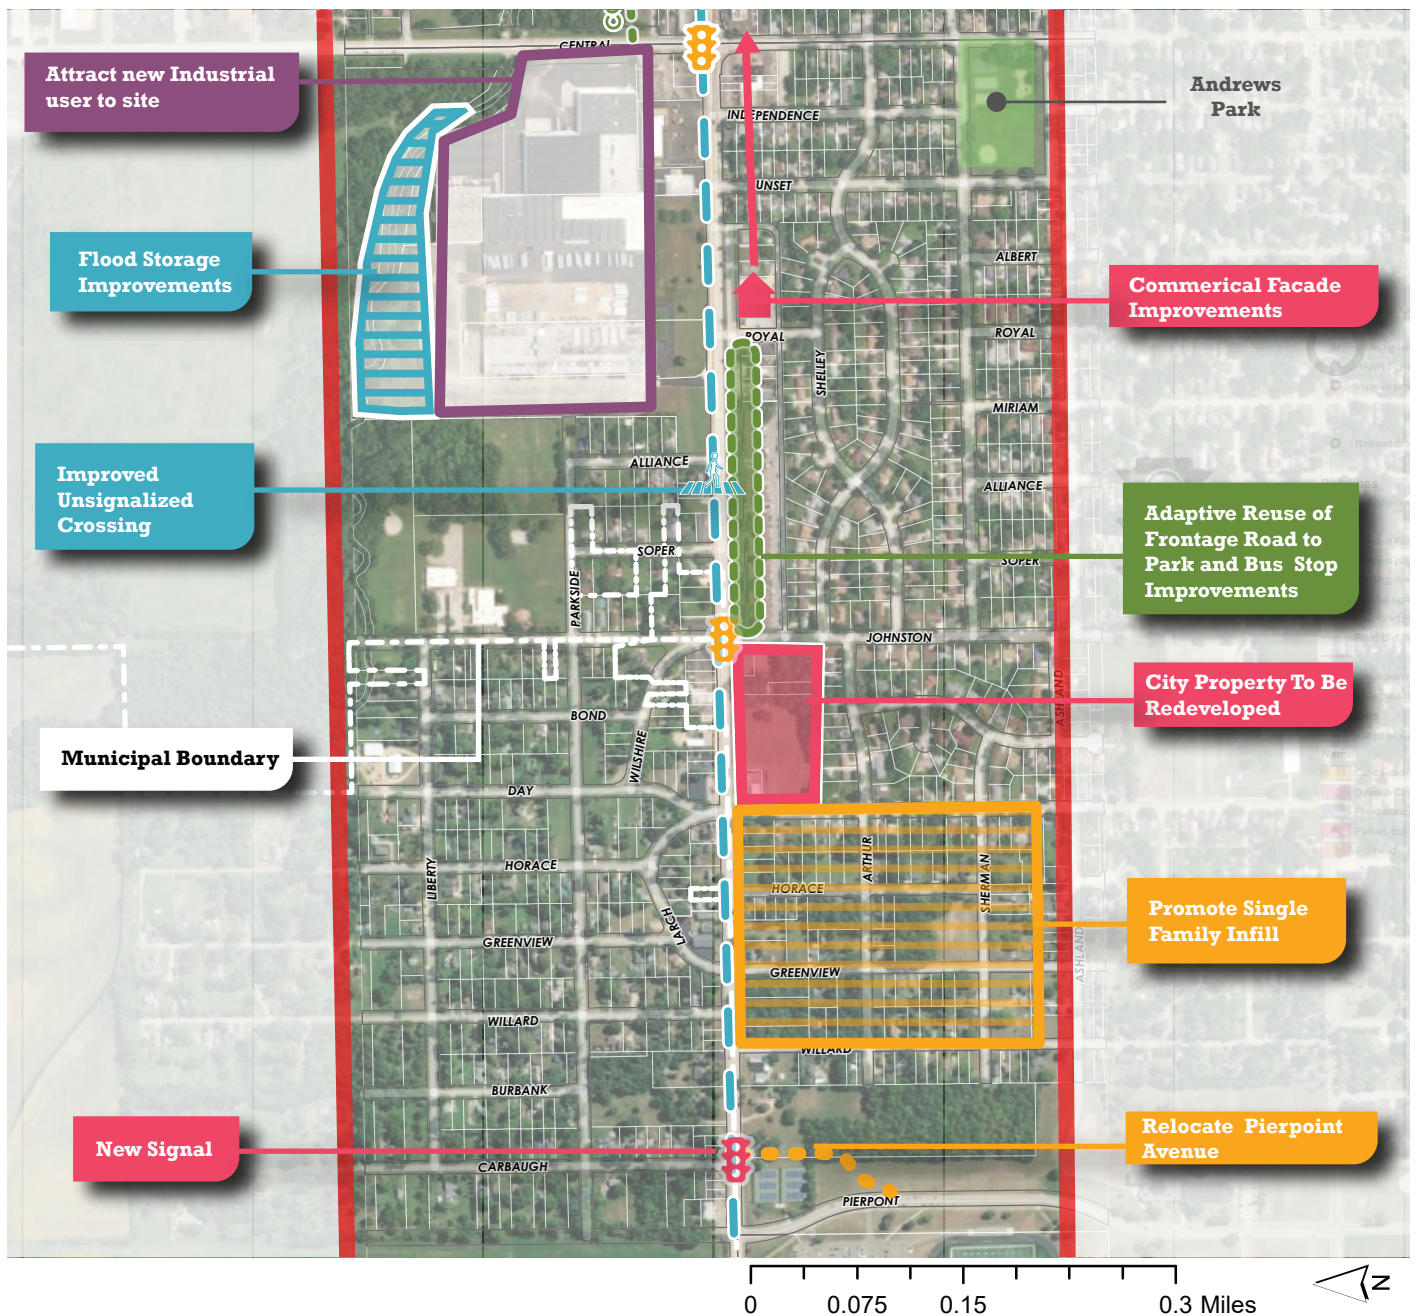 CENTRAL
Attract new Industrial
user to site
Andrews
Park
INDEPENDENCE
UNSET
Flood Storage
Improvements
ALBERT
Commerical Facade
Improvements
ROYAL
ROYAL
SHELLEY
MIRIAM
Improved
Unsignalized
Crossing
ALLIANCE
ALLIANCE
Adaptive Reuse of
Frontage Road to
Park and Bus Stop
Improvements
SOPER
SOPER
PARKSIDE
JOHNSTON
City Property To Be
Redeveloped
ASHLAND
BOND
WILSHIRE
Municipal Boundary
DAY
HORACE
LIBERTY
ARTHUR
SHERMAN
HORACE
Promote Single
Family Infill
LARCH
GREENVIEW
GREENVIEW
ASHLAND
WILLARD
WILLARD
BURBANK
New Signal
Relocate Pierpoint
Avenue
CARBAUGH
PIERPONT
0 0.075 0.15 0.3 Miles
N